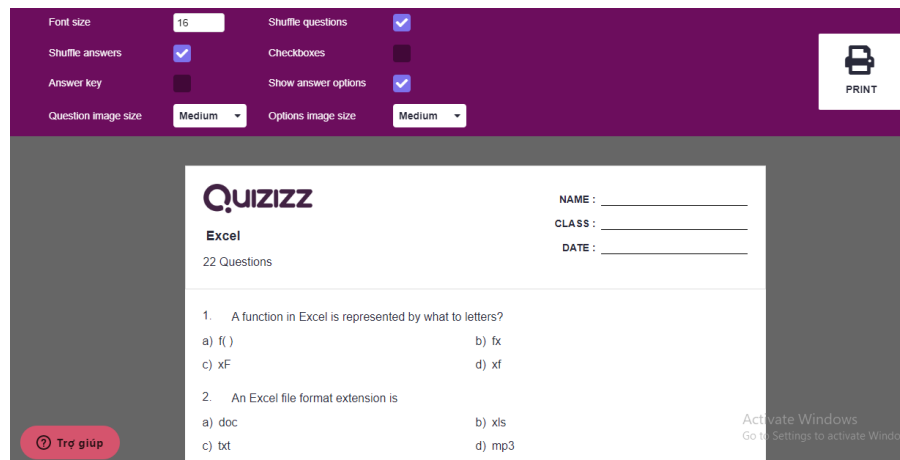 Font size 16 Shuffle questions
Shuffle answers Checkboxes
Answer key Show answer options
PRINT
Question image size Medium Options image size Medium
Quizizz
NAME :
CLASS :
Excel
DATE :
22 Questions
1. A function in Excel is represented by what to letters?
a) f( ) b) fx
c) xF d) xf
2. An Excel file format extension is
a) doc b) xls
c) txt d) mp3
Activate Windows
Go to Settings to activate Windo
Trợ giúp